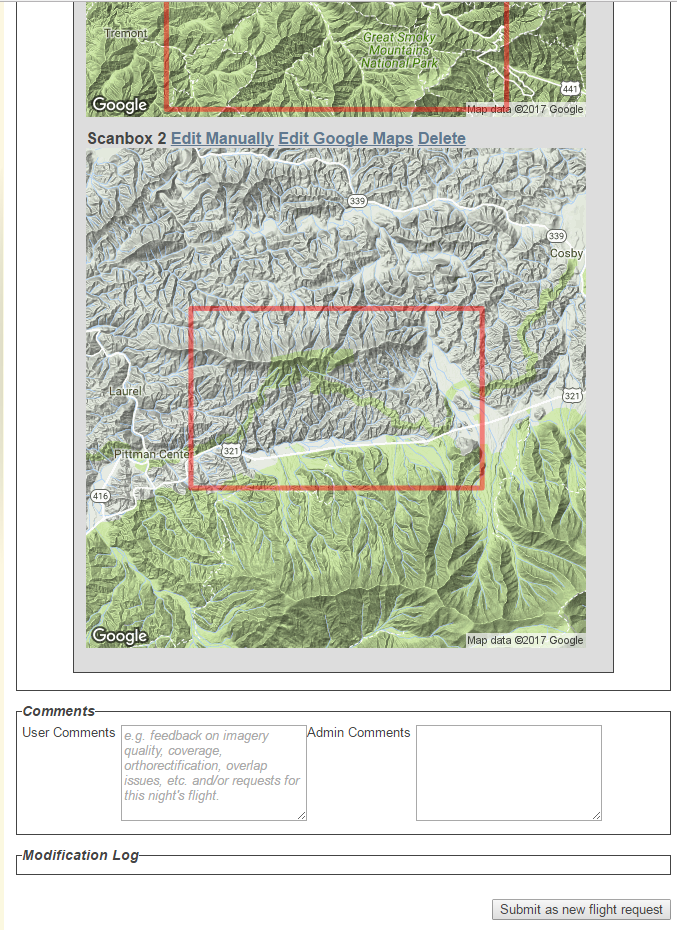 Tremont
Great Smoky
Mountains
National Park
441
Google
Map data ©2017 Google
Scanbox 2 Edit Manually Edit Google Maps Delete
339
339
Cosby
Laurel
321
Pittman Center
321
416
Google
Map data ©2017 Google
Comments
User Comments
e.g. feedback on imagery
quality, coverage,
orthorectification, overlap
issues, etc. and/or requests for
this night's flight.
Admin Comments
Modification Log
Submit as new flight request